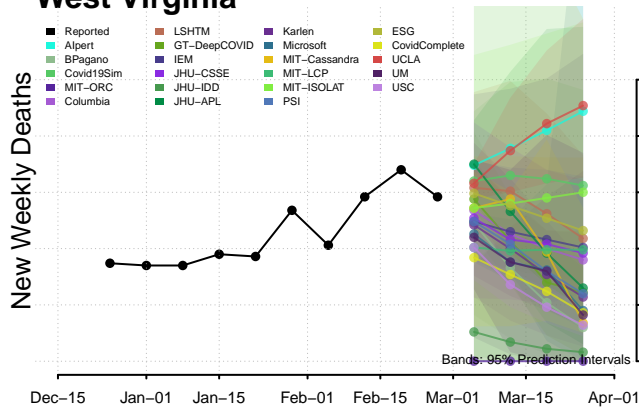 West Virginia
New Weekly Deaths
Reported
Alpert
BPagano
Covid19Sim
MIT−ORC
Columbia
LSHTM
GT−DeepCOVID
IEM
JHU−CSSE
JHU−IDD
JHU−APL
Karlen
Microsoft
MIT−Cassandra
MIT−LCP
MIT−ISOLAT
PSI
ESG
CovidComplete
UCLA
UM
USC
Bands: 95% Prediction Intervals
Dec−15 Jan−01 Jan−15 Feb−01 Feb−15 Mar−01 Mar−15 Apr−01